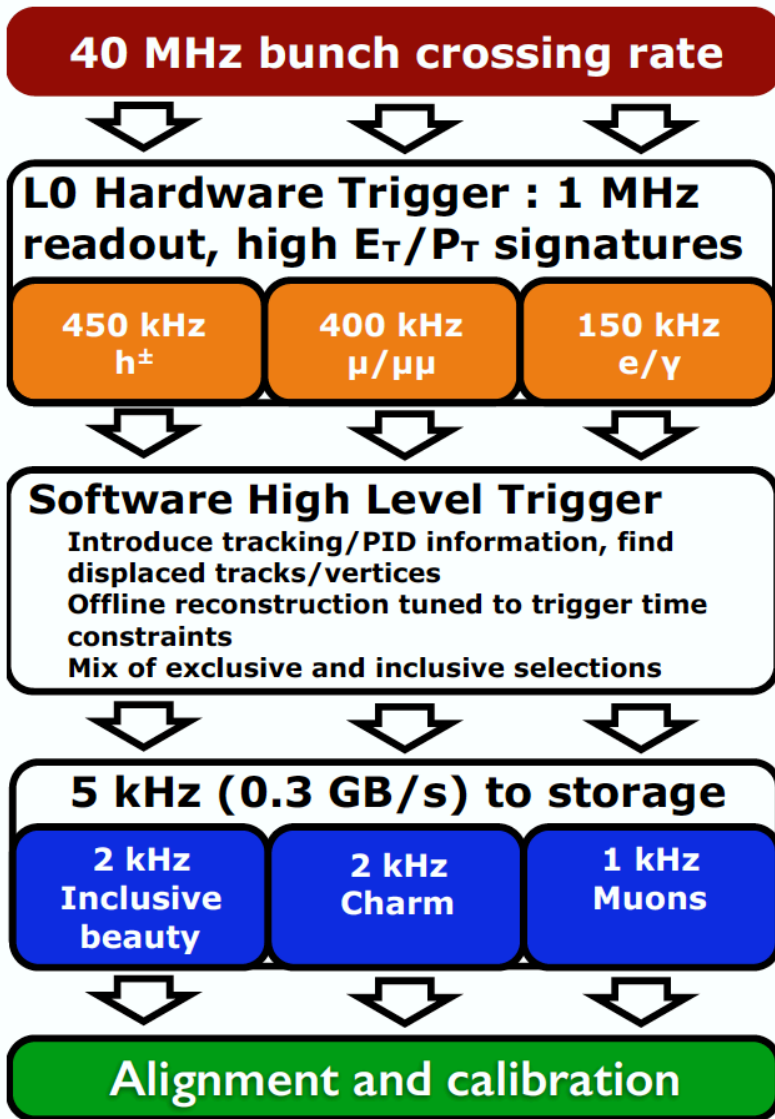 40 MHz bunch crossing rate
L0 Hardware Trigger : 1 MHz
readout, high E_T/P_T signatures
450 kHz
h±
400 kHz
μ/μμ
150 kHz
e/γ
Software High Level Trigger
Introduce tracking/PID information, find
displaced tracks/vertices
Offline reconstruction tuned to trigger time
constraints
Mix of exclusive and inclusive selections
5 kHz (0.3 GB/s) to storage
2 kHz
Inclusive
beauty
2 kHz
Charm
1 kHz
Muons
Alignment and calibration